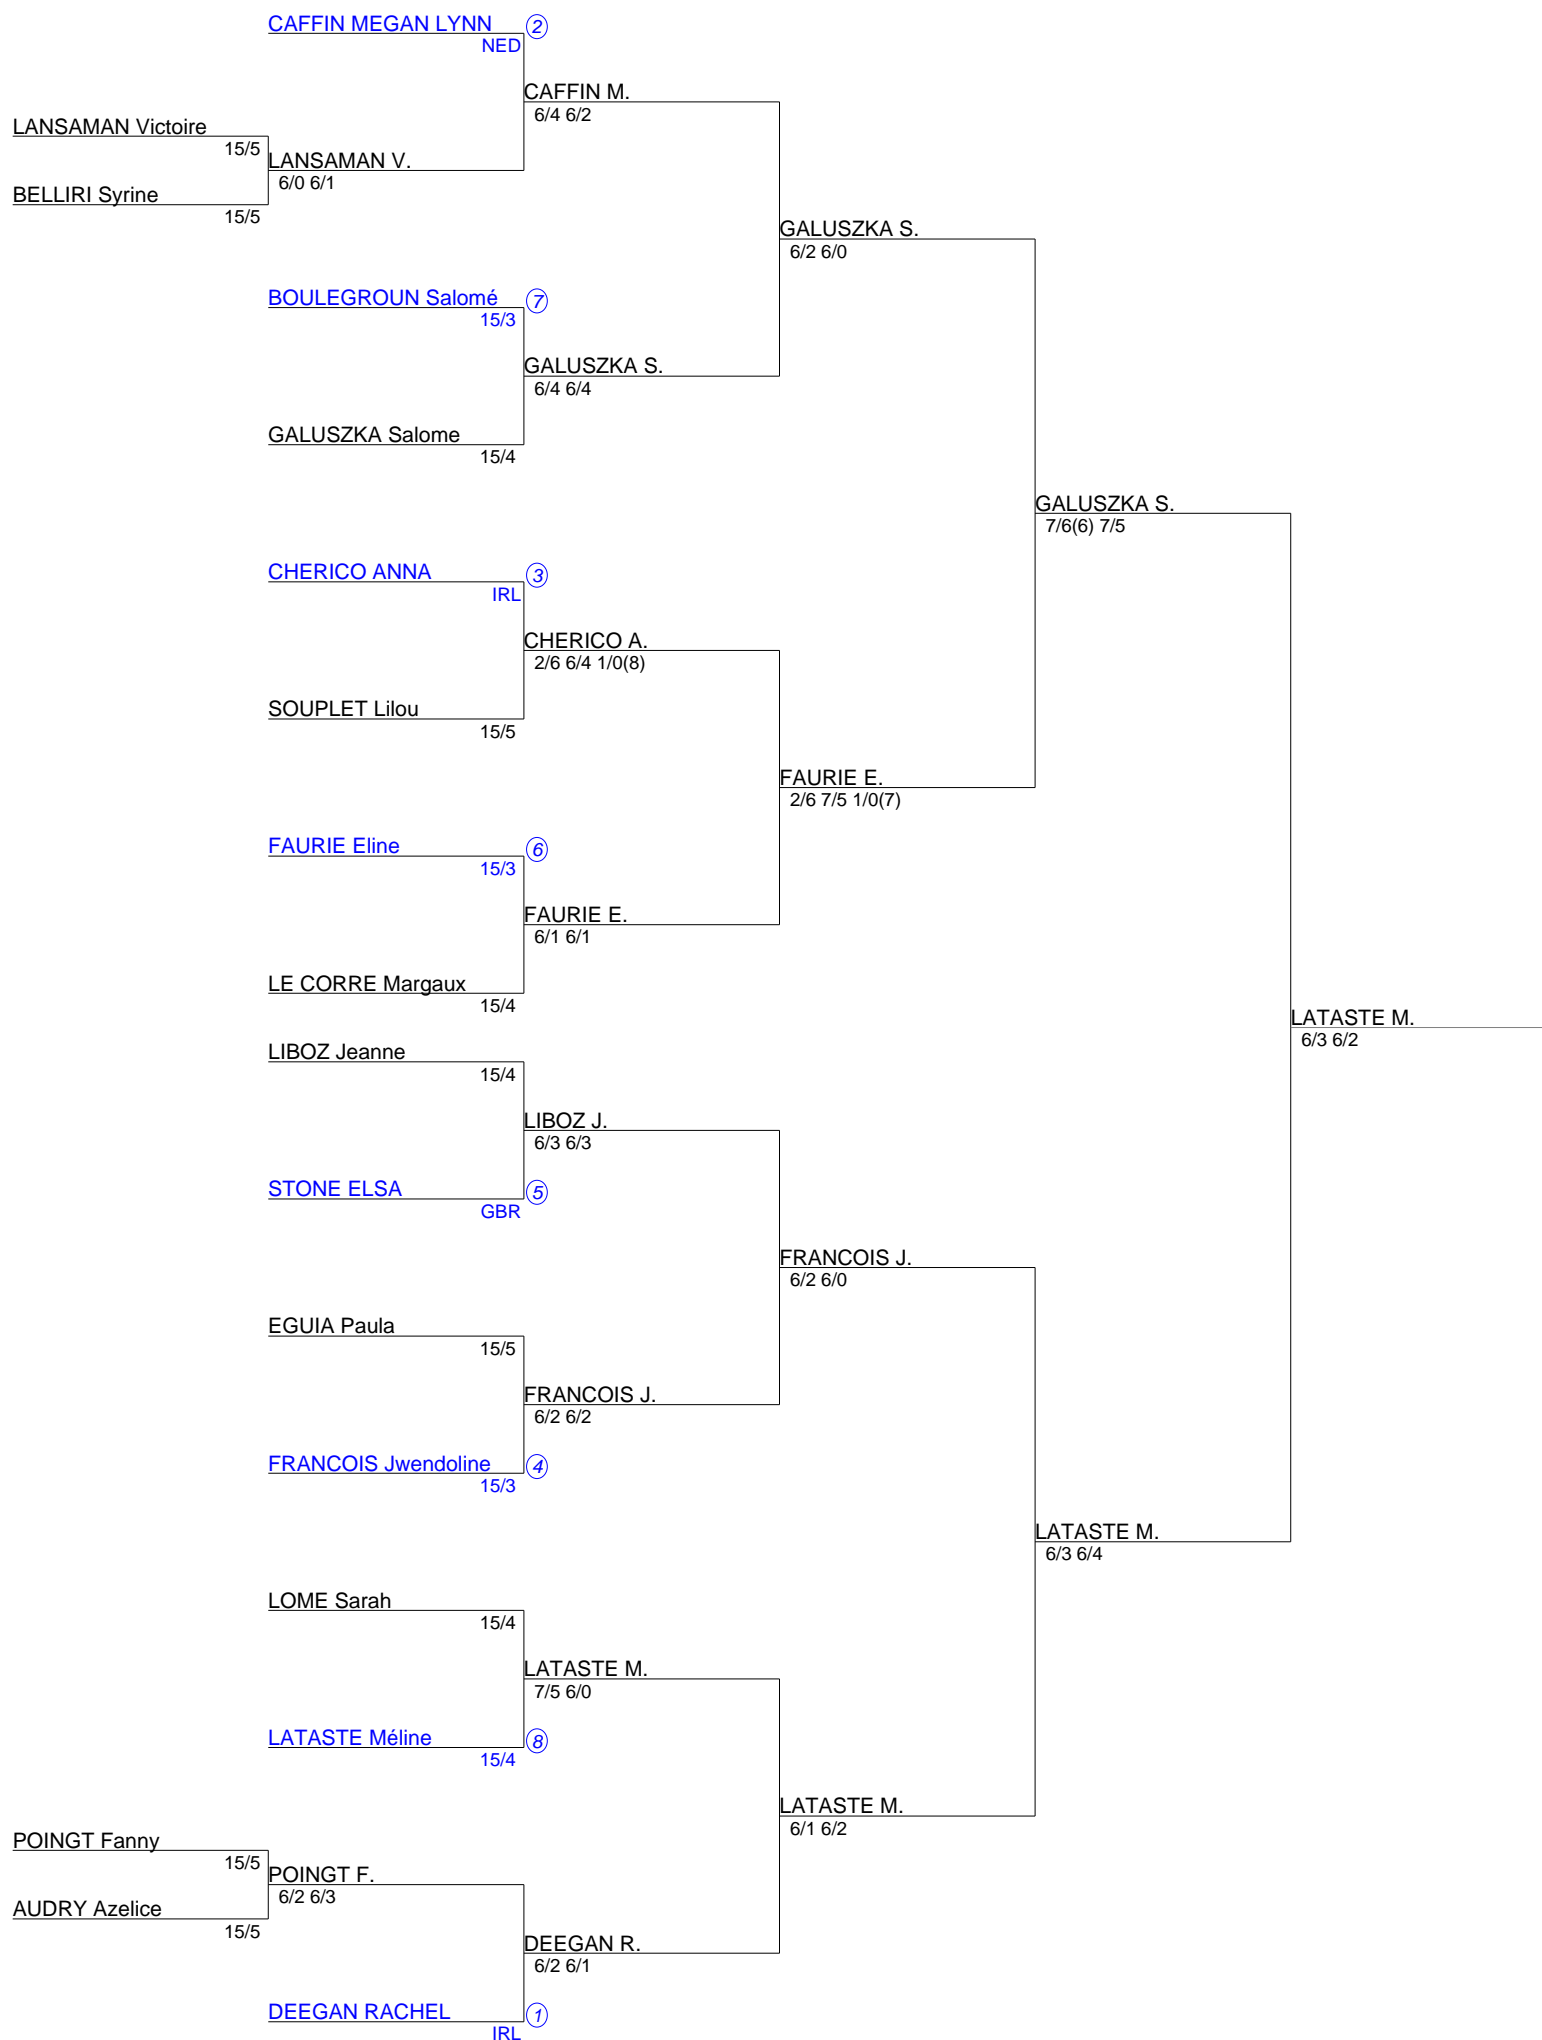 CAFFIN MEGAN LYNN 2
NED
CAFFIN M.
6/4 6/2
LANSAMAN Victoire
15/5
LANSAMAN V.
6/0 6/1
BELLIRI Syrine
15/5
GALUSZKA S.
6/2 6/0
BOULEGROUN Salomé 7
15/3
GALUSZKA S.
6/4 6/4
GALUSZKA Salome
15/4
GALUSZKA S.
7/6(6) 7/5
CHERICO ANNA 3
IRL
CHERICO A.
2/6 6/4 1/0(8)
SOUPLET Lilou
15/5
FAURIE E.
2/6 7/5 1/0(7)
FAURIE Eline 6
15/3
FAURIE E.
6/1 6/1
LE CORRE Margaux
15/4
LATASTE M.
6/3 6/2
LIBOZ Jeanne
15/4
LIBOZ J.
6/3 6/3
STONE ELSA 5
GBR
FRANCOIS J.
6/2 6/0
EGUIA Paula
15/5
FRANCOIS J.
6/2 6/2
FRANCOIS Jwendoline 4
15/3
LATASTE M.
6/3 6/4
LOME Sarah
15/4
LATASTE M.
7/5 6/0
LATASTE Méline 8
15/4
LATASTE M.
6/1 6/2
POINGT Fanny
15/5
POINGT F.
6/2 6/3
AUDRY Azelice
15/5
DEEGAN R.
6/2 6/1
DEEGAN RACHEL 1
IRL